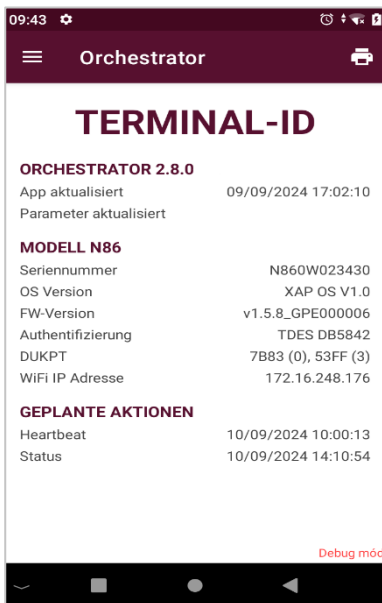 09:43
Orchestrator
TERMINAL-ID
ORCHESTRATOR 2.8.0
App aktualisiert 09/09/2024 17:02:10
Parameter aktualisiert
MODELL N86
Seriennummer N860W023430
OS Version XAP OS V1.0
FW-Version v1.5.8_GPE000006
Authentifizierung TDES DB5842
DUKPT 7B83 (0), 53FF (3)
WiFi IP Adresse 172.16.248.176
GEPLANTE AKTIONEN
Heartbeat 10/09/2024 10:00:13
Status 10/09/2024 14:10:54
Debug mód